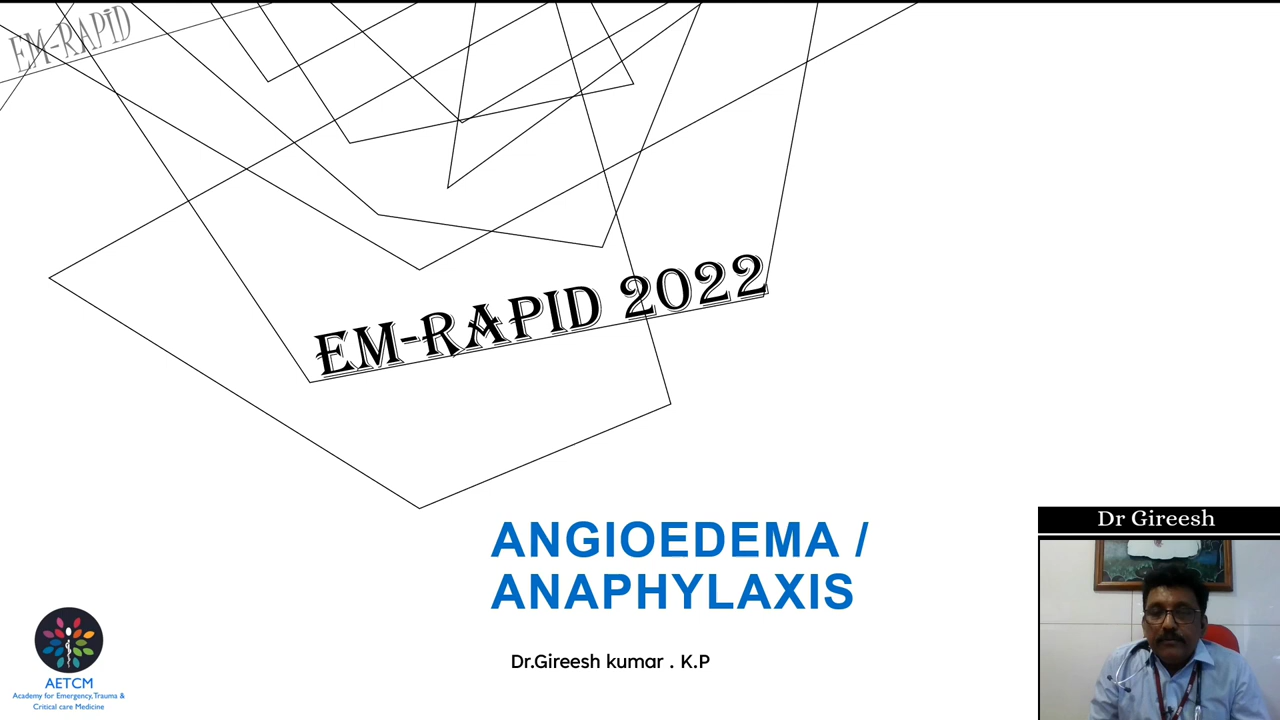 EM-RAPiD
EM-RAPID 2022
ANGIOEDEMA /
ANAPHYLAXIS
Dr.Gireesh kumar . K.P
Dr Gireesh
AETCM
Academy for Emergency, Trauma &
Critical care Medicine